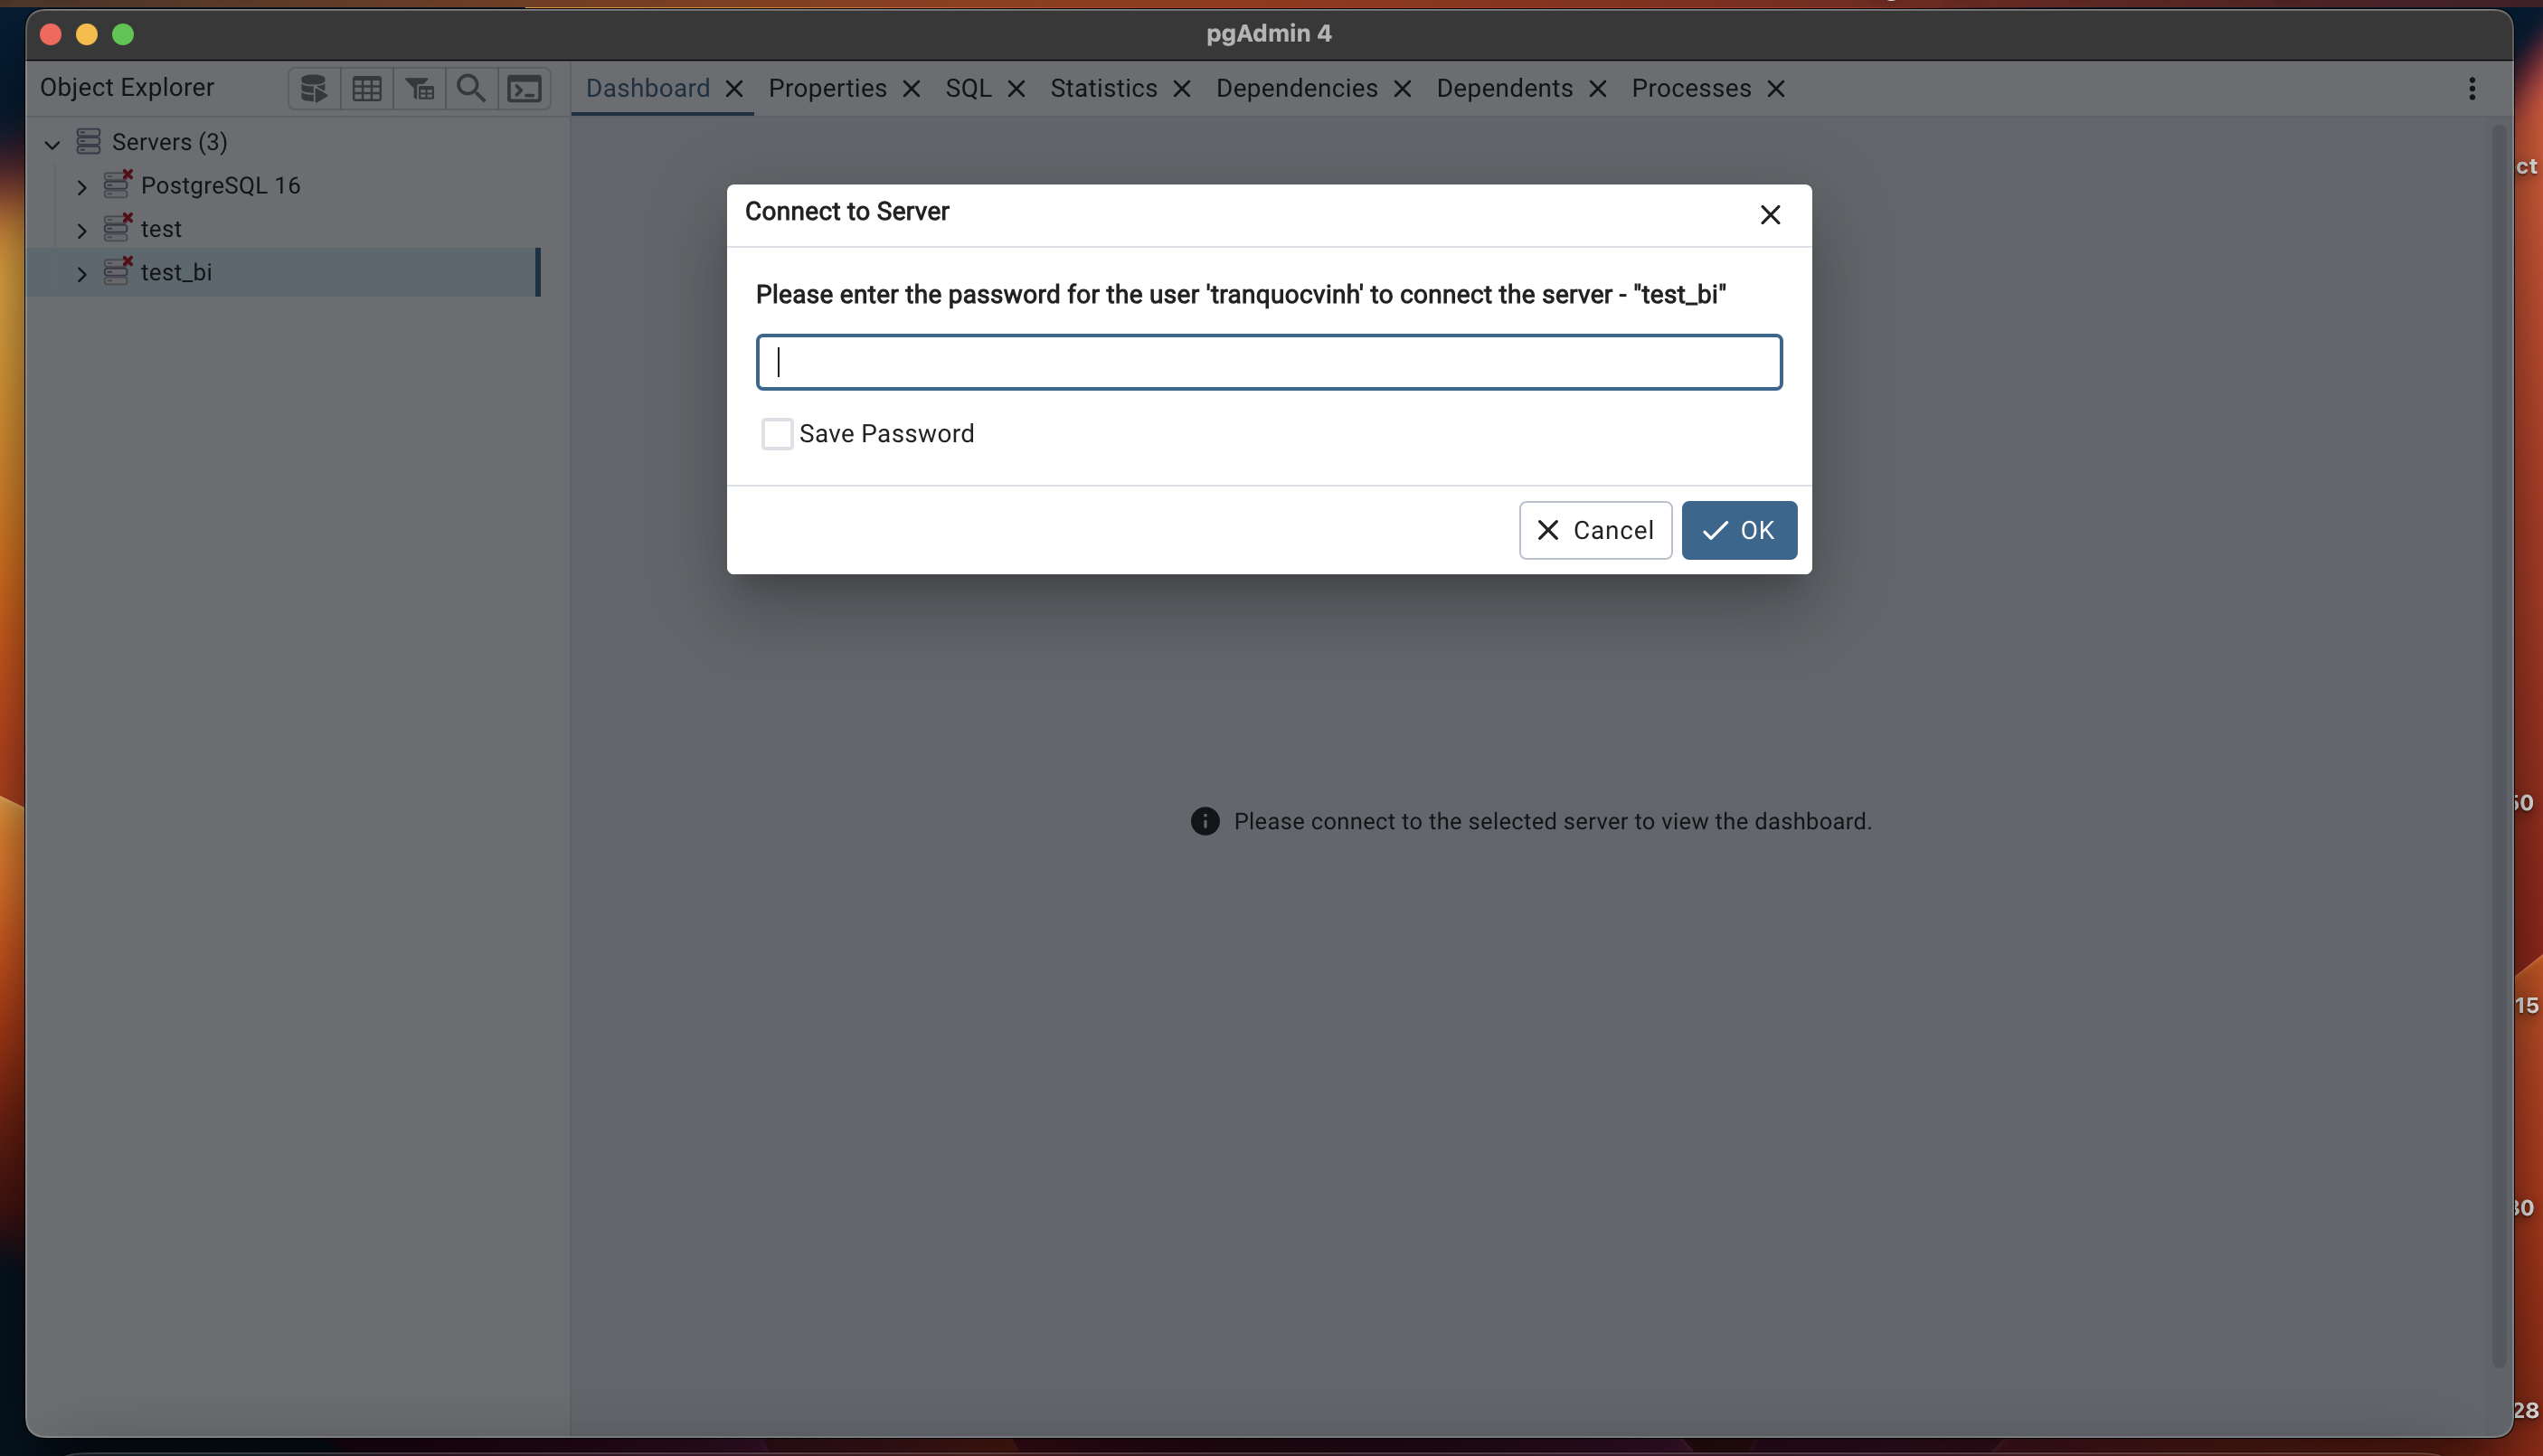 pgAdmin 4
Object Explorer
Dashboard Properties SQL Statistics Dependencies Dependents Processes
Servers (3)
PostgreSQL 16
test
test_bi
Connect to Server
Please enter the password for the user 'tranquocvinh' to connect the server - "test_bi"
Save Password
Cancel OK
Please connect to the selected server to view the dashboard.
ct
15
28